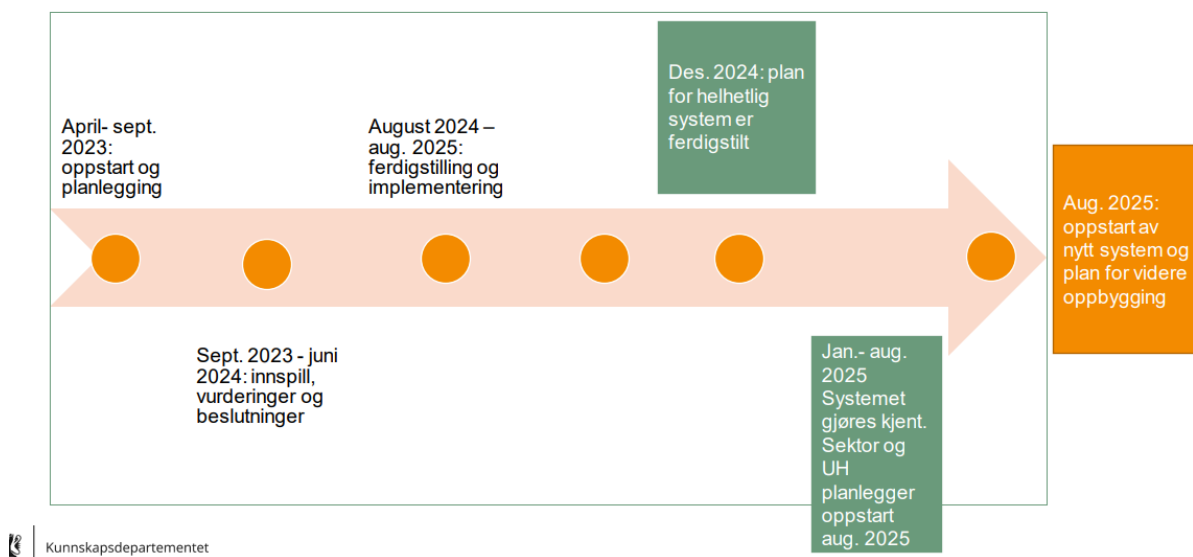 April- sept.
2023:
oppstart og
planlegging
Sept. 2023 - juni
2024: innspill,
vurderinger og
beslutninger
August 2024 –
aug. 2025:
ferdigstilling og
implementering
Des. 2024: plan
for helhetlig
system er
ferdigstilt
Jan.- aug.
2025
Systemet
gjøres kjent.
Sektor og
UH
planlegger
oppstart
aug. 2025
Aug. 2025:
oppstart av
nytt system og
plan for videre
oppbygging
Kunnskapsdepartementet